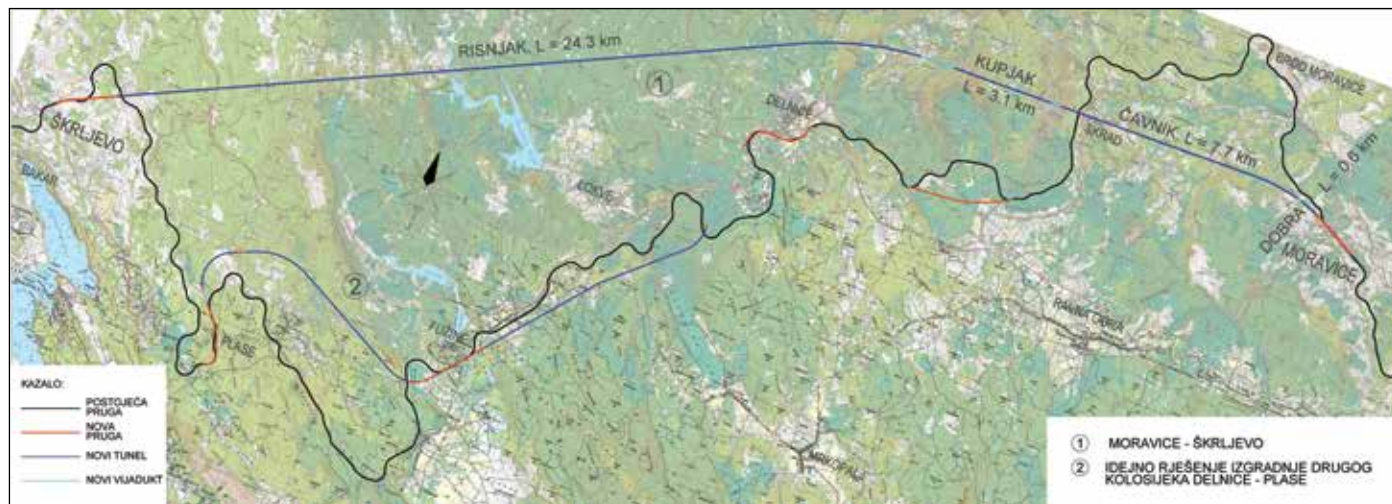 RISNJAK, L = 24.3 km
1
KUPJAK
L = 3.1 km
BRDO MORAVICE
ŠKRLJEVO
DELNICE
SKRAD
ČAVNIK, L = 7.7 km
L = 0.6 km
BAKAR
LOKVE
DOBRA
MORAVICE
2
FUŽINE
PLASE
RAVNA GORA
MRKOPALJ
KAZALO:
POSTOJEĆA
PRUGA
NOVA
PRUGA
NOVI TUNEL
NOVI VIJADUKT
1 MORAVICE - ŠKRLJEVO
2 IDEJNO RJEŠENJE IZGRADNJE DRUGOG
KOLOSIJEKA DELNICE - PLASE